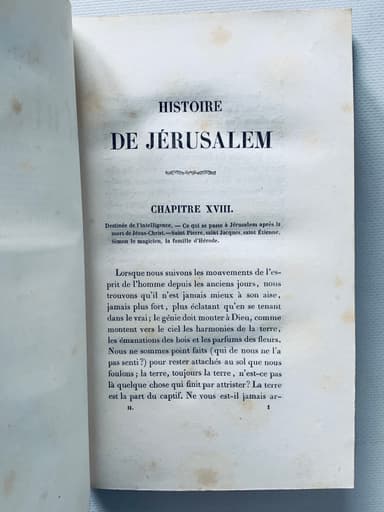 HISTOIRE
DE JÉRUSALEM
CHAPITRE XVIII.
Destinée de l'intelligence. — Ce qui se passe à Jérusalem après la
mort de Jésus-Christ. — Saint Pierre, saint Jacques, saint Étienne,
Simon le magicien, la famille d'Hérode.
Lorsque nous suivons les mouvemens de l'es-
prit de l'homme depuis les anciens jours, nous
trouvons qu'il n'est jamais mieux à son aise,
jamais plus fort, plus éclatant qu'en se tenant
dans le vrai; le génie doit monter à Dieu, comme
montent vers le ciel les harmonies de la terre,
les émanations des bois et les parfums des fleurs.
Nous ne sommes point faits (qui de nous ne l'a
pas senti?) pour rester attachés au sol que nous
foulons; la terre, toujours la terre, n'est-ce pas
là quelque chose qui finit par attrister? La terre
est la part du captif. Ne vous est-il jamais ar-
II. 1